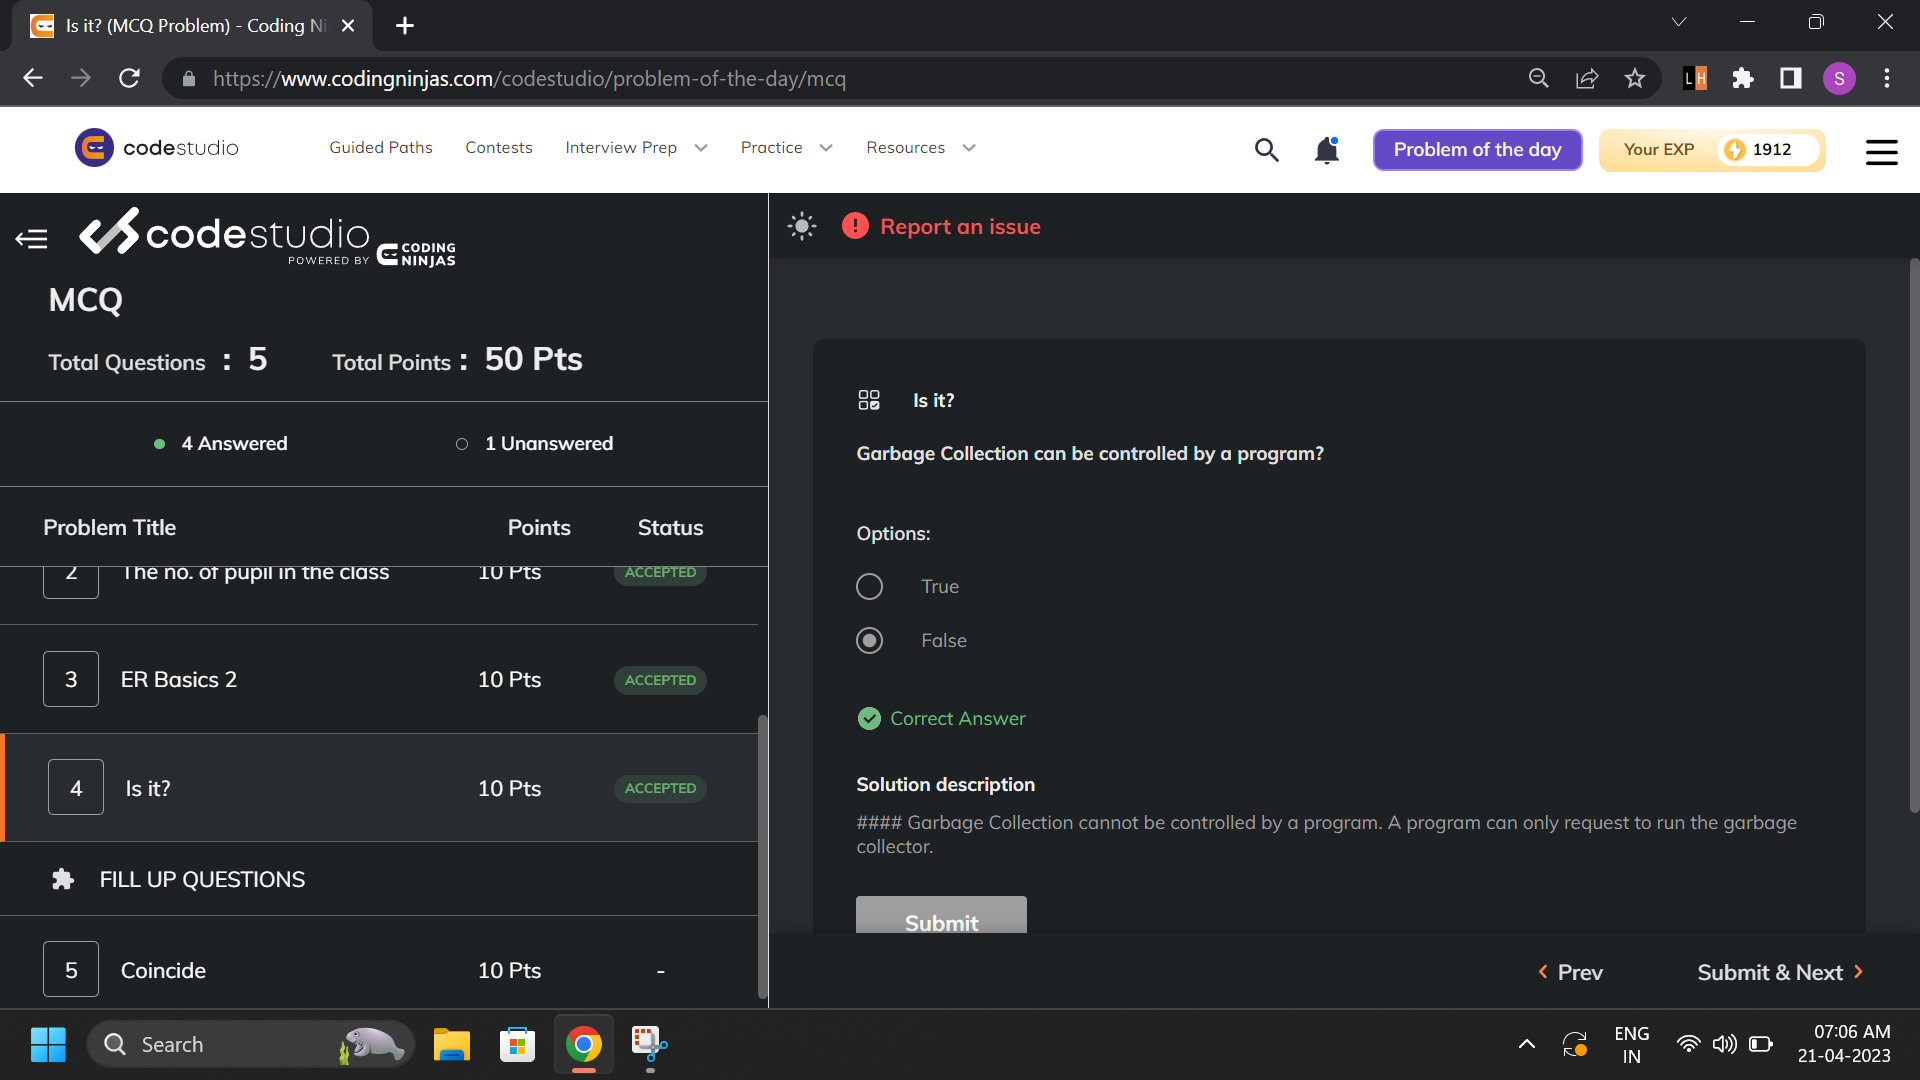 Is it? (MCQ Problem) - Coding Ni
https://www.codingninjas.com/codestudio/problem-of-the-day/mcq
LH
S
codestudio
Guided Paths
Contests
Interview Prep
Practice
Resources
Problem of the day
Your EXP
1912
codestudio
POWERED BY CODING NINJAS
Report an issue
MCQ
Total Questions : 5
Total Points : 50 Pts
4 Answered
1 Unanswered
Problem Title
Points
Status
2
The no. of pupil in the class
10 Pts
ACCEPTED
3
ER Basics 2
10 Pts
ACCEPTED
4
Is it?
10 Pts
ACCEPTED
FILL UP QUESTIONS
5
Coincide
10 Pts
-
Is it?
Garbage Collection can be controlled by a program?
Options:
True
False
Correct Answer
Solution description
#### Garbage Collection cannot be controlled by a program. A program can only request to run the garbage
collector.
Submit
Prev
Submit & Next
Search
ENG
IN
07:06 AM
21-04-2023